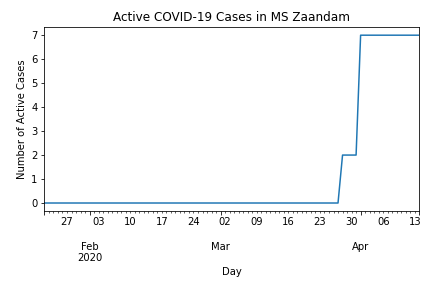 Active COVID-19 Cases in MS Zaandam
Number of Active Cases
7
6
5
4
3
2
1
0
27 03 10 17 24 02 09 16 23 30 06 13
Feb Mar Apr
2020
Day